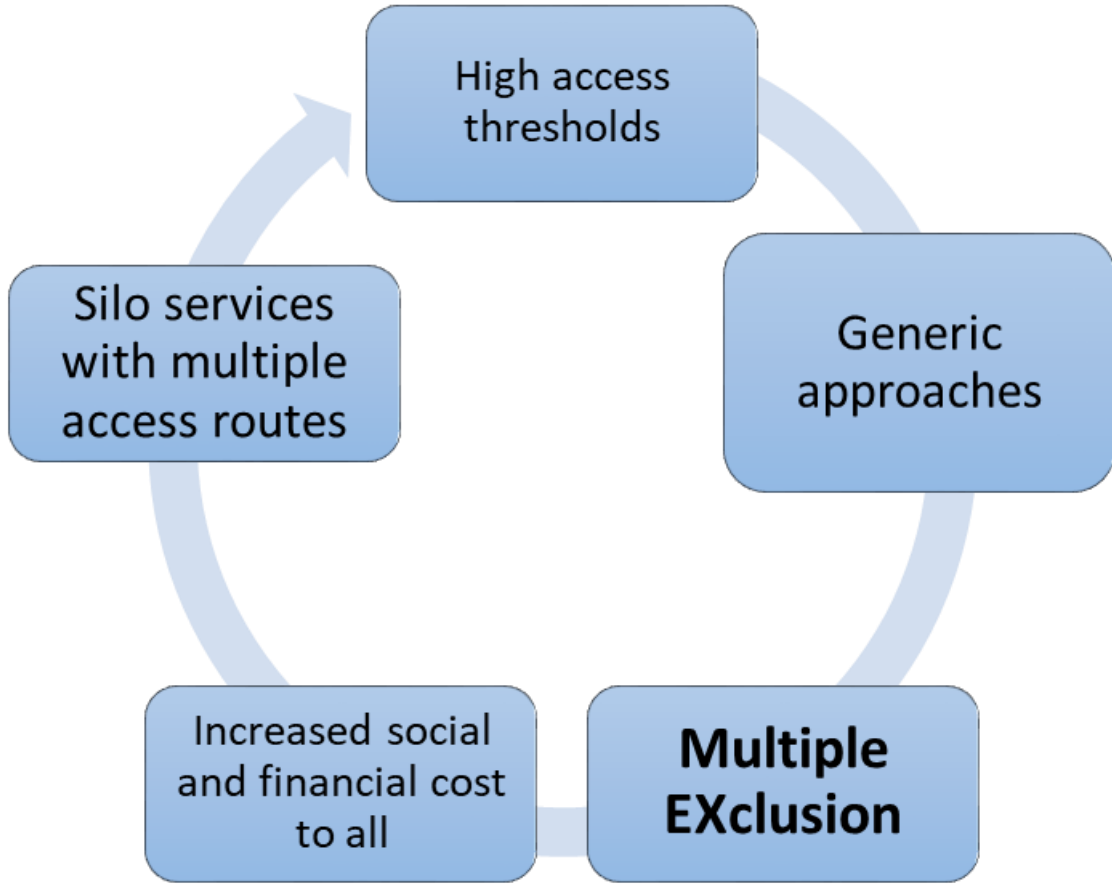 High access
thresholds
Generic
approaches
Multiple
EXclusion
Increased social
and financial cost
to all
Silo services
with multiple
access routes